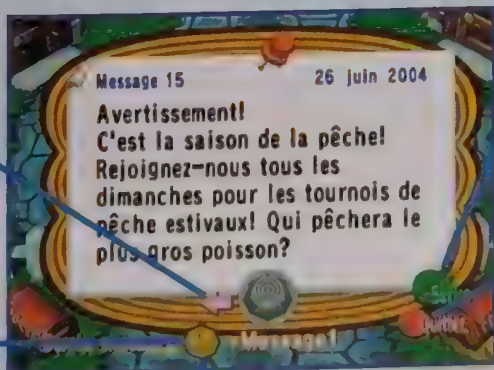 Message 15
26 juin 2004
Avertissement!
C'est la saison de la pêche!
Rejoignez-nous tous les
dimanches pour les tournois de
pêche estivaux! Qui pêchera le
plus gros poisson?
Message!